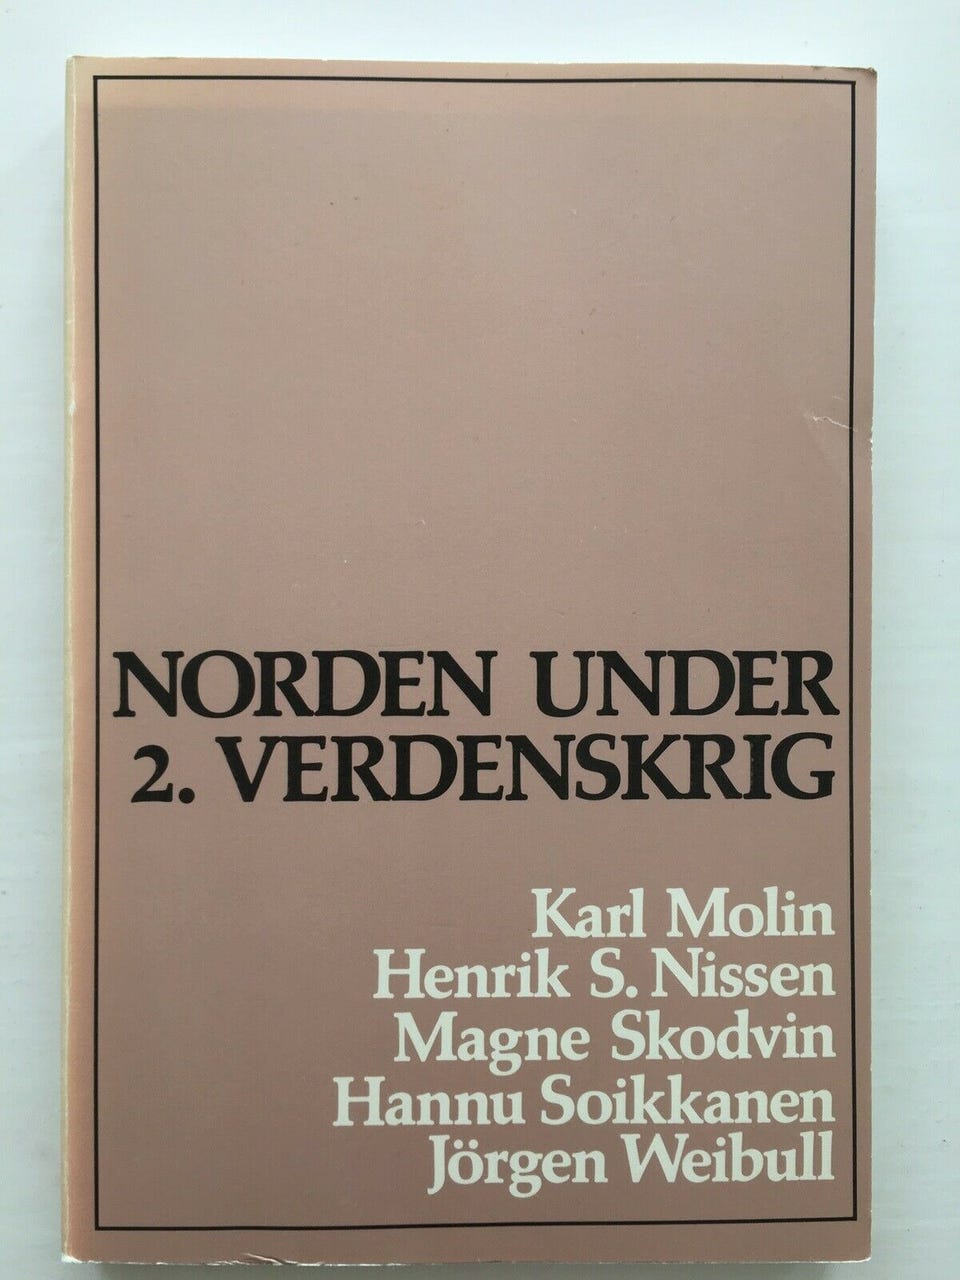 NORDEN UNDER
2. VERDENSKRIG
Karl Molin
Henrik S. Nissen
Magne Skodvin
Hannu Soikkanen
Jörgen Weibull